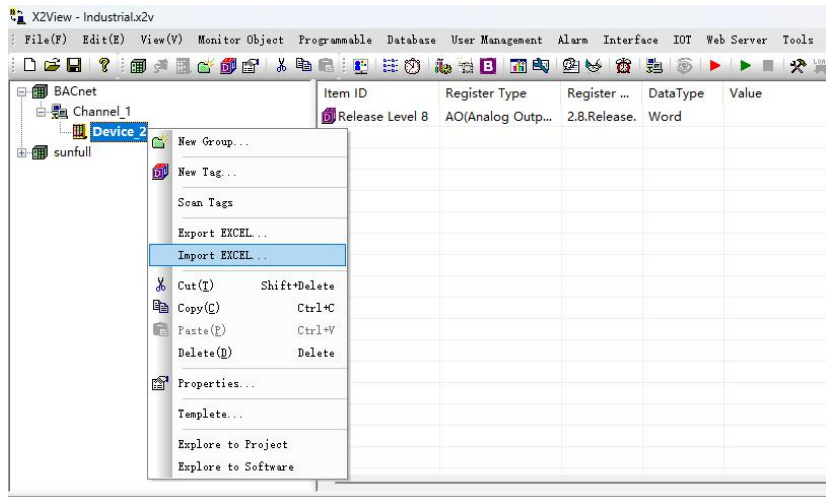 X2View - Industrial.x2v
File(F) Edit(E) View(V) Monitor Object Programmable Database User Management Alarm Interface IOT Web Server Tools
BACnet
Channel_1
Device_2
sunfull
Item ID Register Type Register ... DataType Value
Release Level 8 AO(Analog Outp... 2.8.Release. Word
New Group...
New Tag...
Scan Tags
Export EXCEL...
Import EXCEL...
Cut(T) Shift+Delete
Copy(C) Ctrl+C
Paste(P) Ctrl+V
Delete(D) Delete
Properties...
Templete...
Explore to Project
Explore to Software